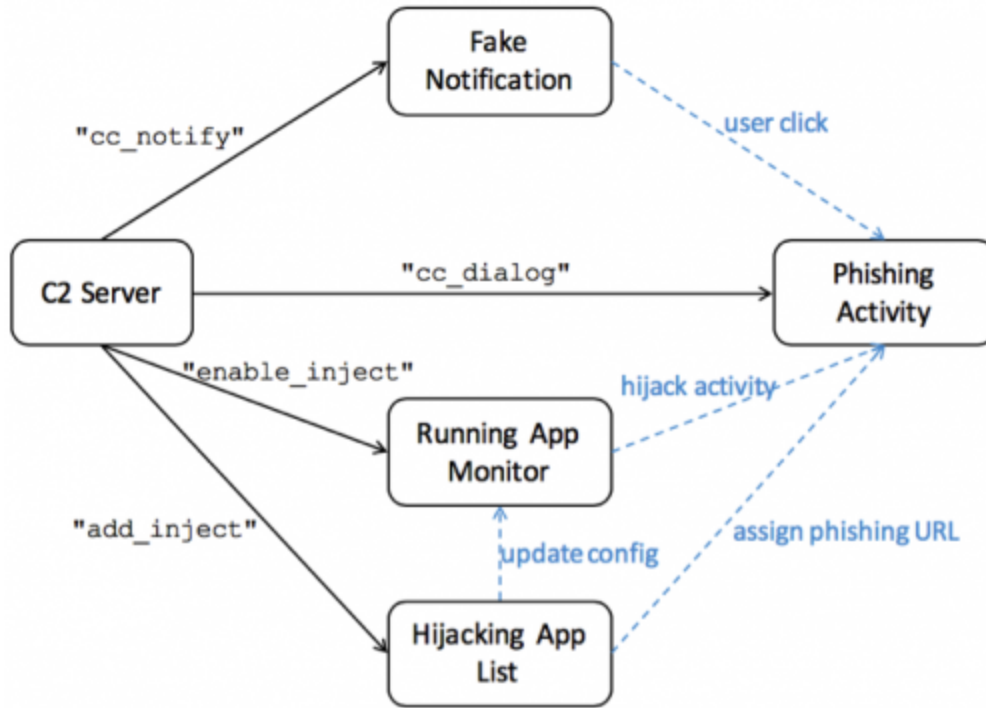 Fake
Notification
"cc_notify"
user click
C2 Server
"cc_dialog"
Phishing
Activity
"enable_inject"
hijack activity
Running App
Monitor
"add_inject"
update config
assign phishing URL
Hijacking App
List